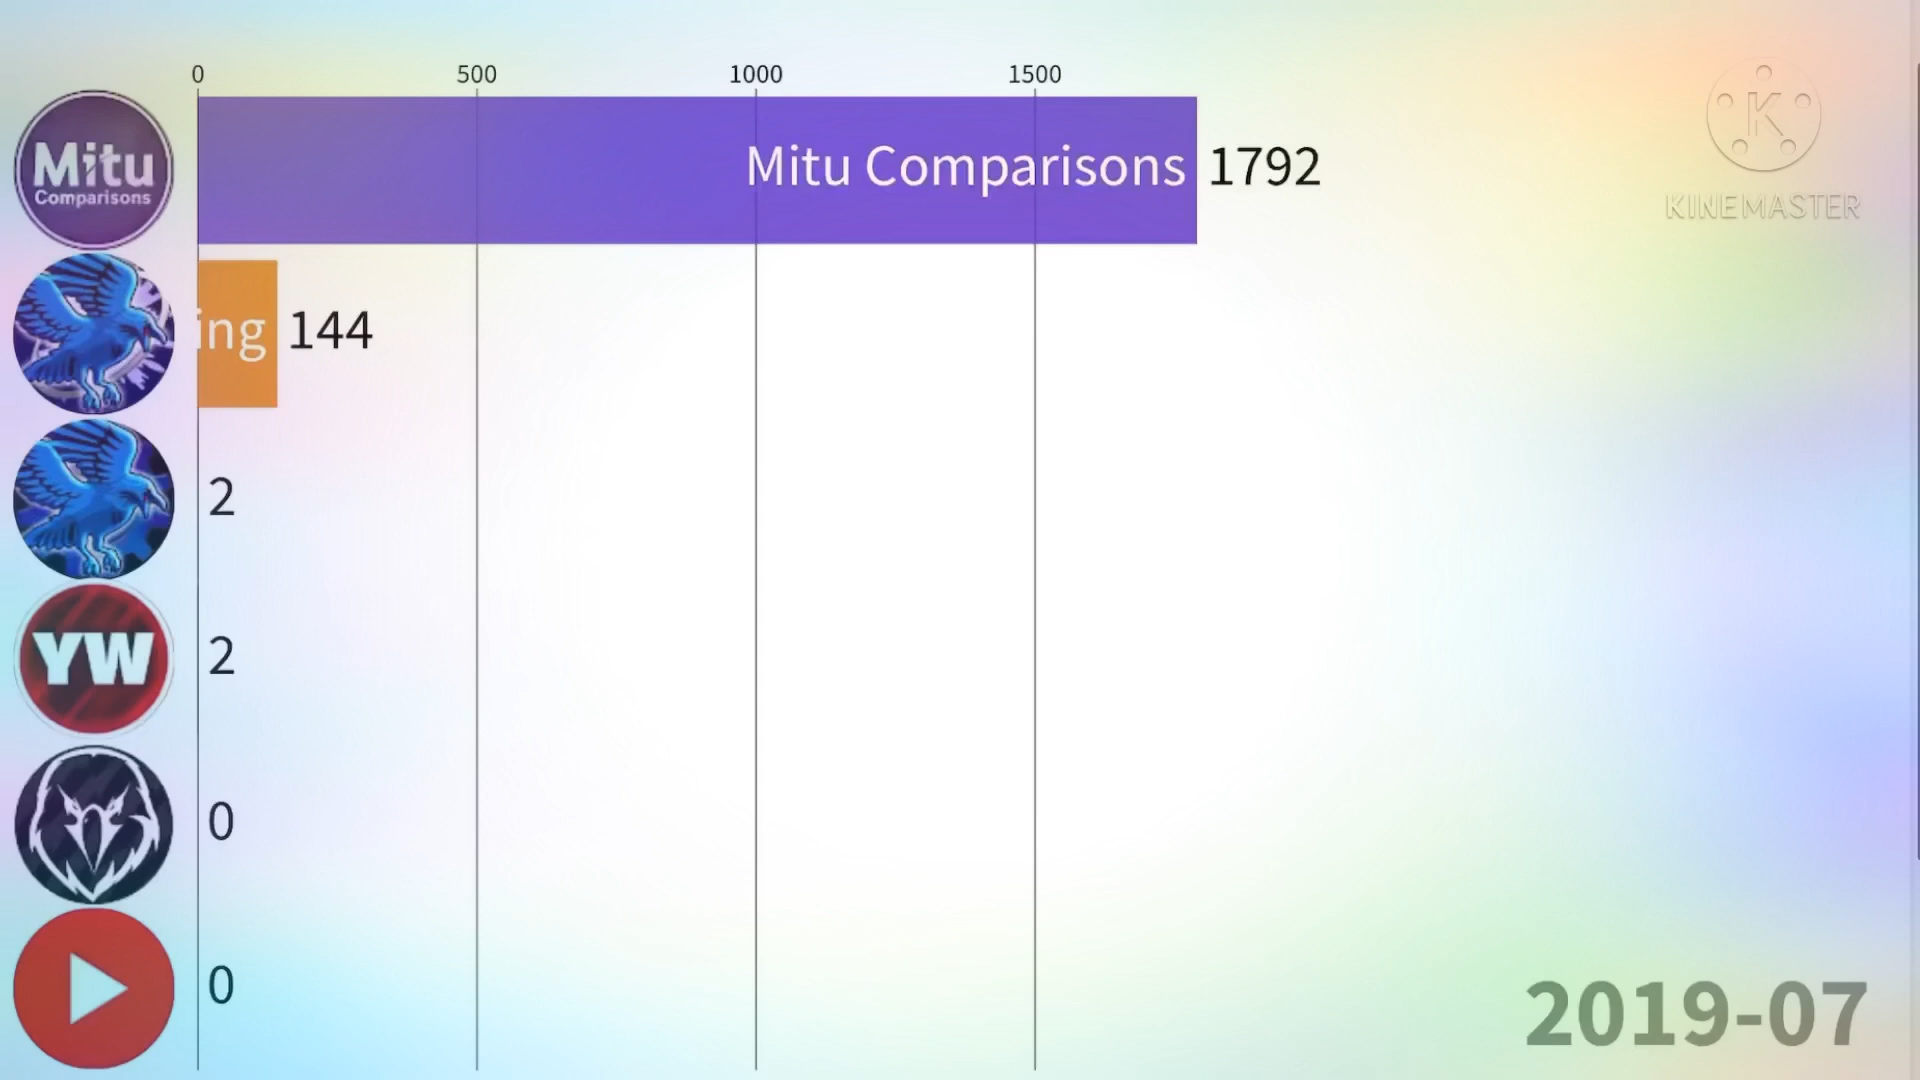 0 500 1000 1500
Mitu
Comparisons
Mitu Comparisons 1792
K
KINEMASTER
ing 144
2
YW
2
0
0
2019-07